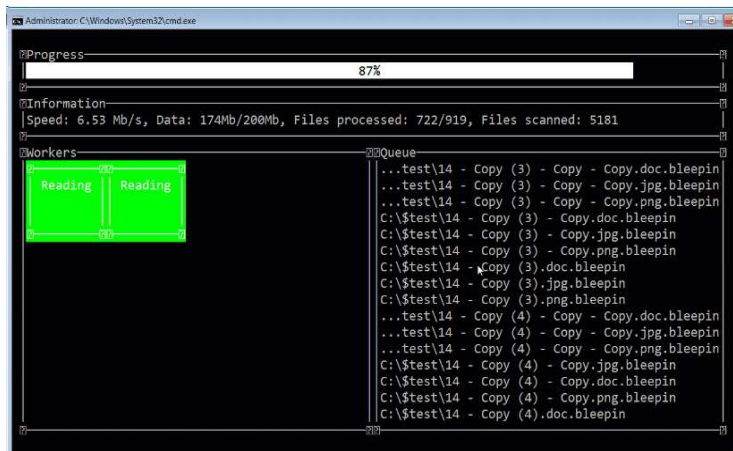 Administrator: C:\Windows\System32\cmd.exe
Progress
87%
Information
Speed: 6.53 Mb/s, Data: 174Mb/200Mb, Files processed: 722/919, Files scanned: 5181
Workers
Reading Reading
Queue
...test\14 - Copy (3) - Copy - Copy.doc.bleepin
...test\14 - Copy (3) - Copy - Copy.jpg.bleepin
...test\14 - Copy (3) - Copy - Copy.png.bleepin
C:\$test\14 - Copy (3) - Copy.doc.bleepin
C:\$test\14 - Copy (3) - Copy.jpg.bleepin
C:\$test\14 - Copy (3) - Copy.png.bleepin
C:\$test\14 - Copy (3).doc.bleepin
C:\$test\14 - Copy (3).jpg.bleepin
C:\$test\14 - Copy (3).png.bleepin
...test\14 - Copy (4) - Copy - Copy.doc.bleepin
...test\14 - Copy (4) - Copy - Copy.jpg.bleepin
...test\14 - Copy (4) - Copy - Copy.png.bleepin
C:\$test\14 - Copy (4) - Copy.jpg.bleepin
C:\$test\14 - Copy (4) - Copy.doc.bleepin
C:\$test\14 - Copy (4) - Copy.png.bleepin
C:\$test\14 - Copy (4).doc.bleepin